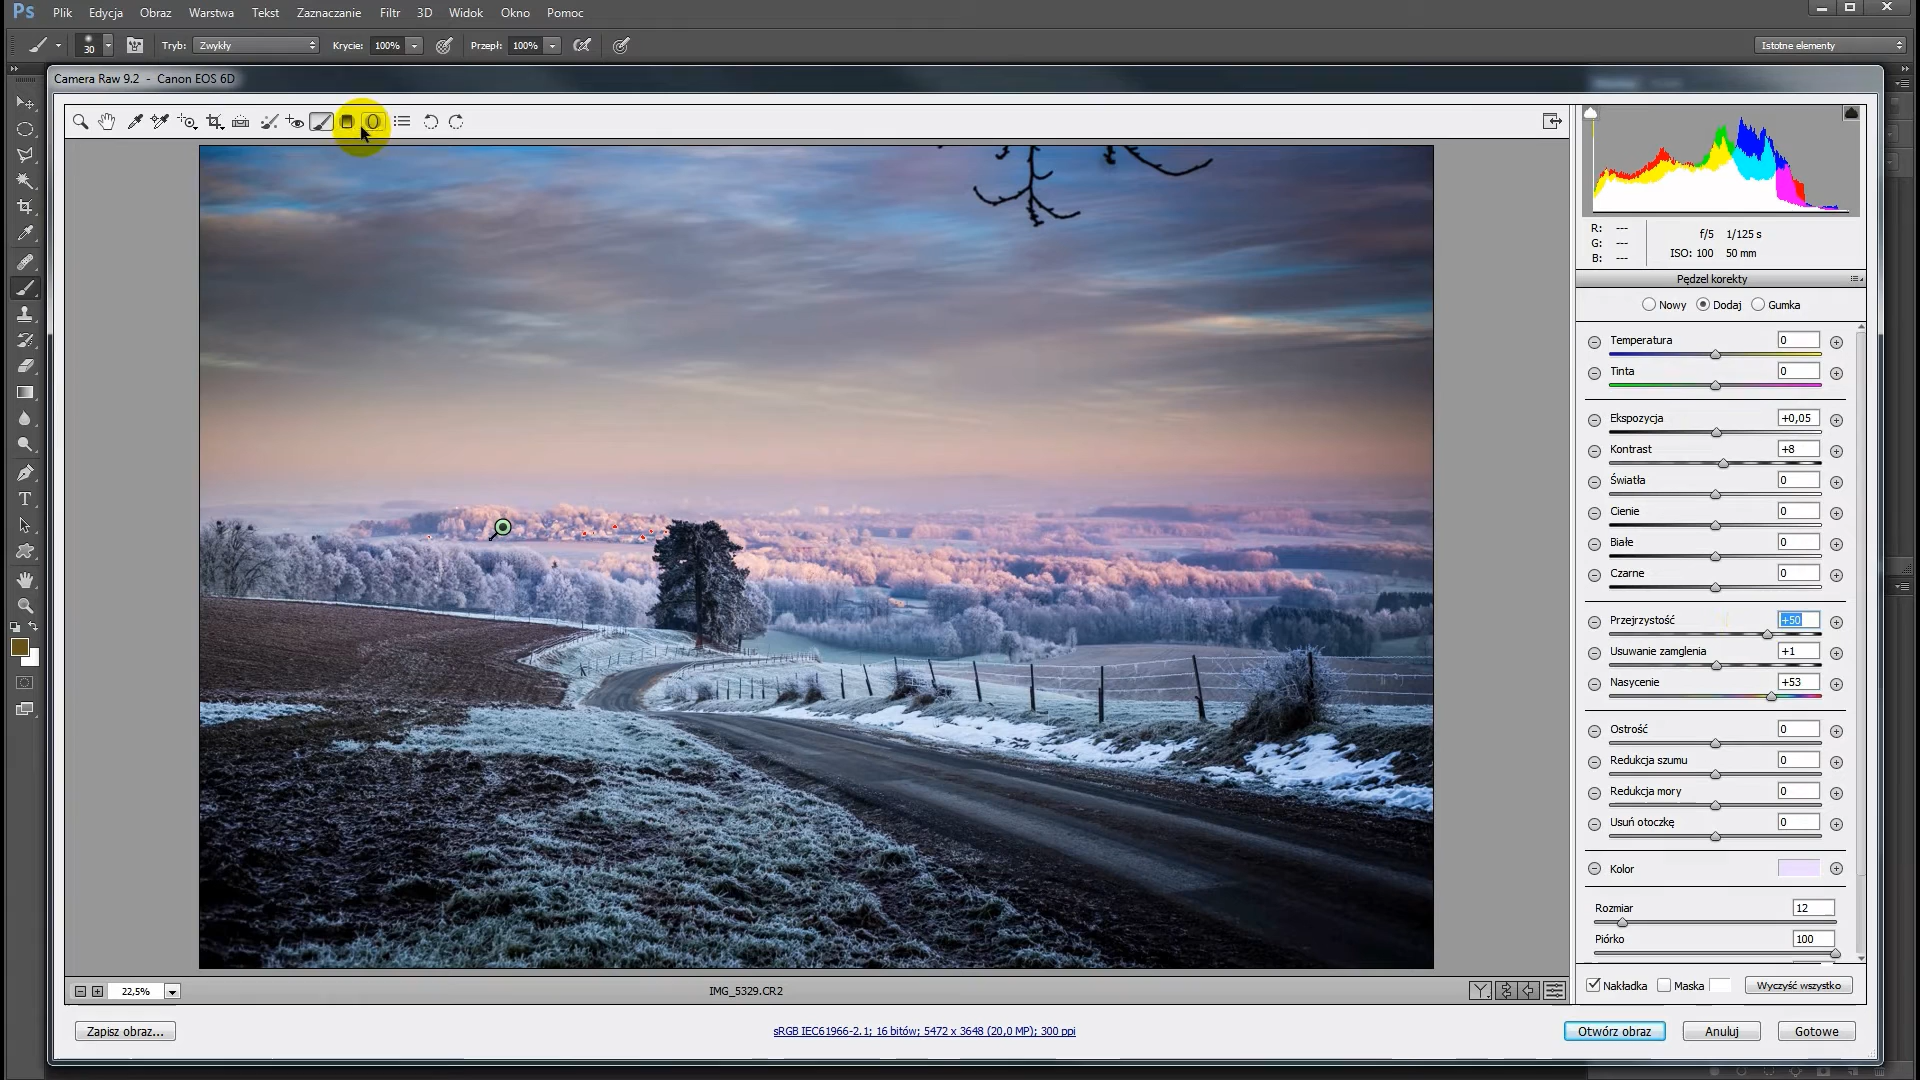 Ps Plik Edycja Obraz Warstwa Tekst Zaznaczanie Filtr 3D Widok Okno Pomoc
30 Tryb: Zwykły Krycie: 100% Przepł: 100% Istotne elementy
Camera Raw 9.2 - Canon EOS 6D
R: ---
G: ---
B: ---
f/5 1/125 s
ISO: 100 50 mm
Pędzel korekty
Nowy Dodaj Gumka
Temperatura 0
Tinta 0
Ekspozycja +0,05
Kontrast +8
Światła 0
Cienie 0
Białe 0
Czarne 0
Przejrzystość +50
Usuwanie zamglenia +1
Nasycenie +53
Ostrość 0
Redukcja szumu 0
Redukcja mory 0
Usuń otoczkę 0
Kolor
Rozmiar 12
Piórko 100
Nakładka Maska Wyczyść wszystko
22,5% IMG_5329.CR2
Zapisz obraz... sRGB IEC61966-2.1; 16 bitów; 5472 x 3648 (20,0 MP); 300 ppi Otwórz obraz Anuluj Gotowe